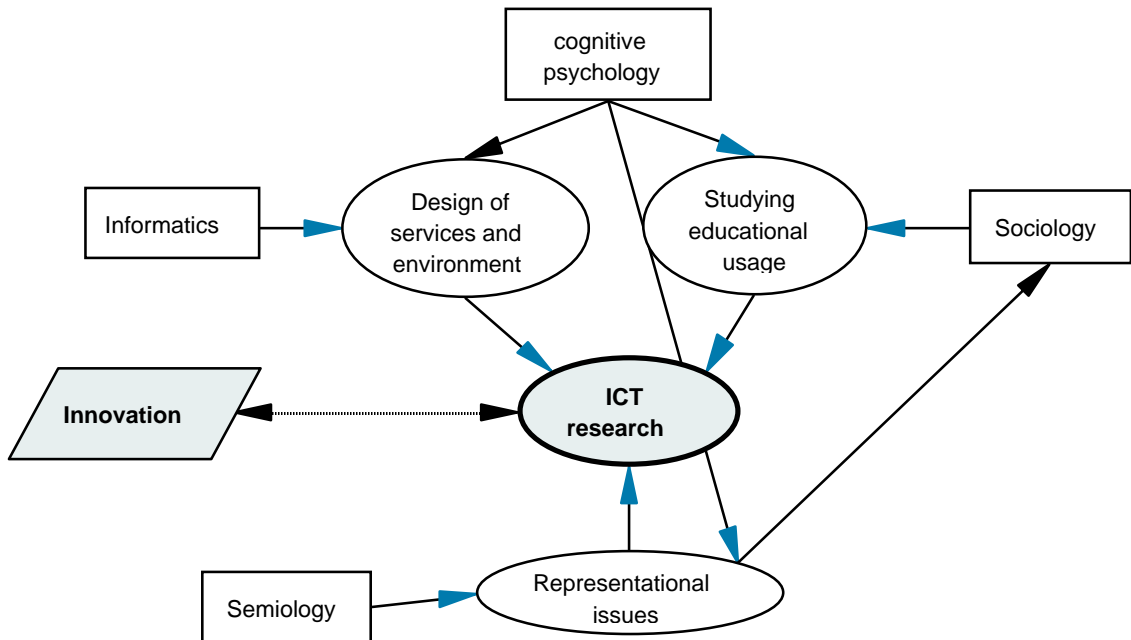 cognitive
psychology
Design of
services and
environment
Studying
educational
usage
Informatics
Sociology
Innovation
ICT
research
Semiology
Representational
issues